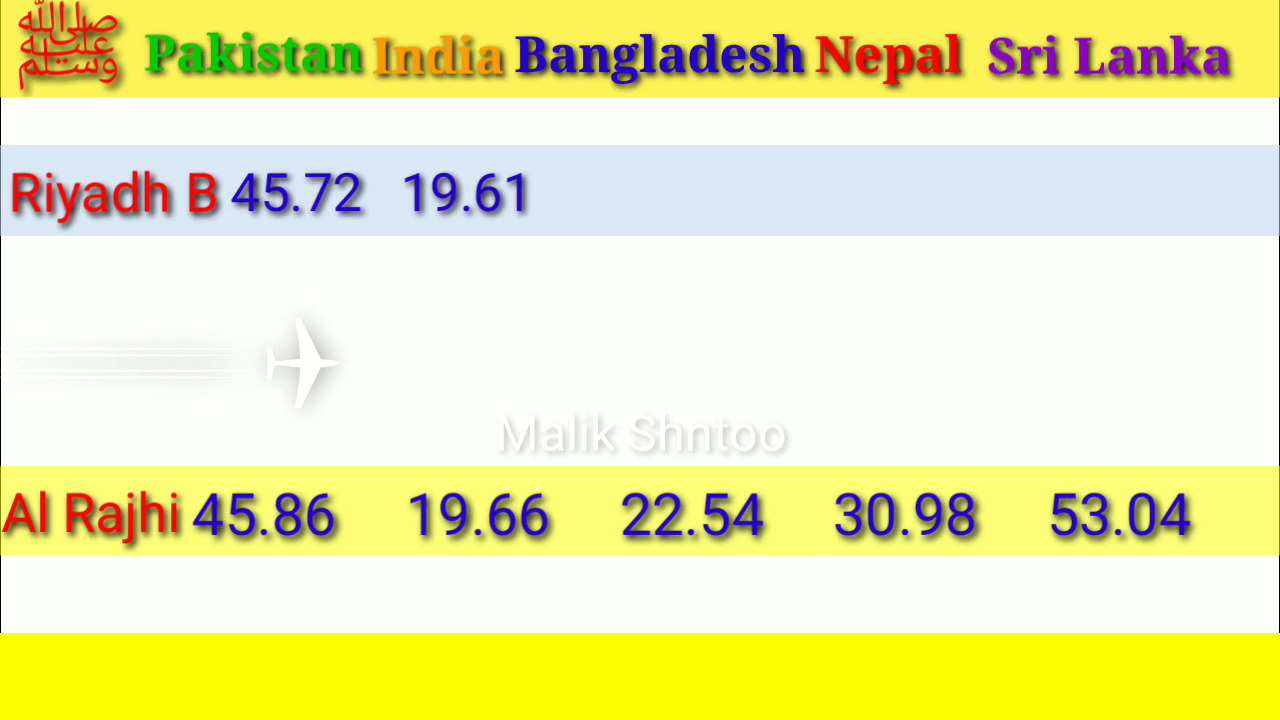 ﷺ Pakistan India Bangladesh Nepal Sri Lanka
Riyadh B 45.72 19.61
Malik Shntoo
Al Rajhi 45.86 19.66 22.54 30.98 53.04